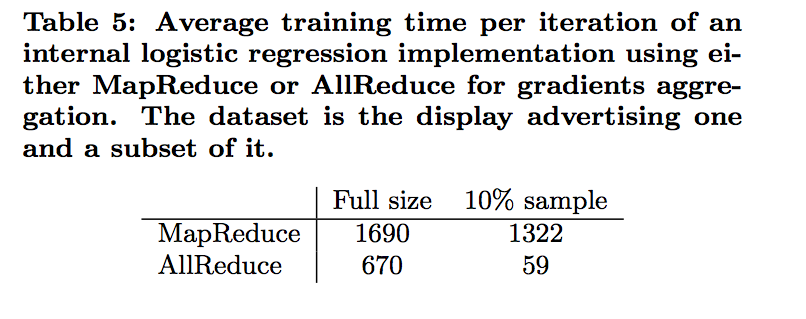 Table 5: Average training time per iteration of an
internal logistic regression implementation using ei-
ther MapReduce or AllReduce for gradients aggre-
gation. The dataset is the display advertising one
and a subset of it.
Full size 10% sample
MapReduce 1690 1322
AllReduce 670 59